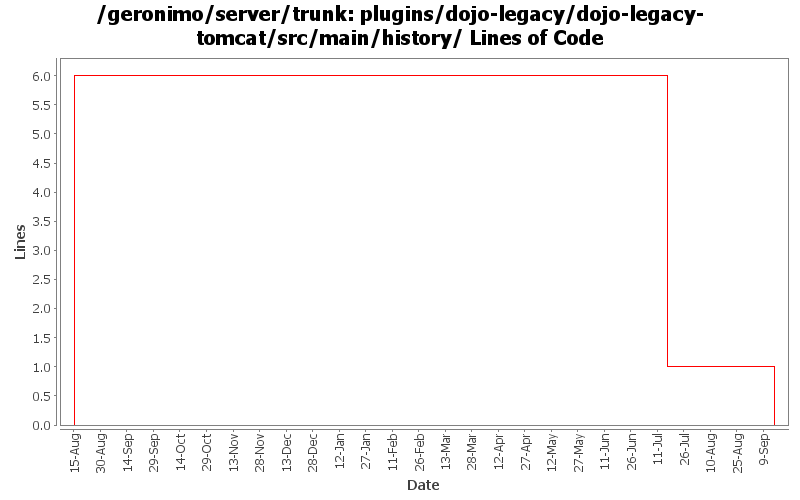 /geronimo/server/trunk: plugins/dojo-legacy/dojo-legacy-
tomcat/src/main/history/ Lines of Code
6.0
5.5
5.0
4.5
4.0
3.5
3.0
2.5
2.0
1.5
1.0
0.5
0.0
Lines
15-Aug
30-Aug
14-Sep
29-Sep
14-Oct
29-Oct
13-Nov
28-Nov
13-Dec
28-Dec
12-Jan
27-Jan
11-Feb
26-Feb
13-Mar
28-Mar
12-Apr
27-Apr
12-May
27-May
11-Jun
26-Jun
11-Jul
26-Jul
10-Aug
25-Aug
9-Sep
Date